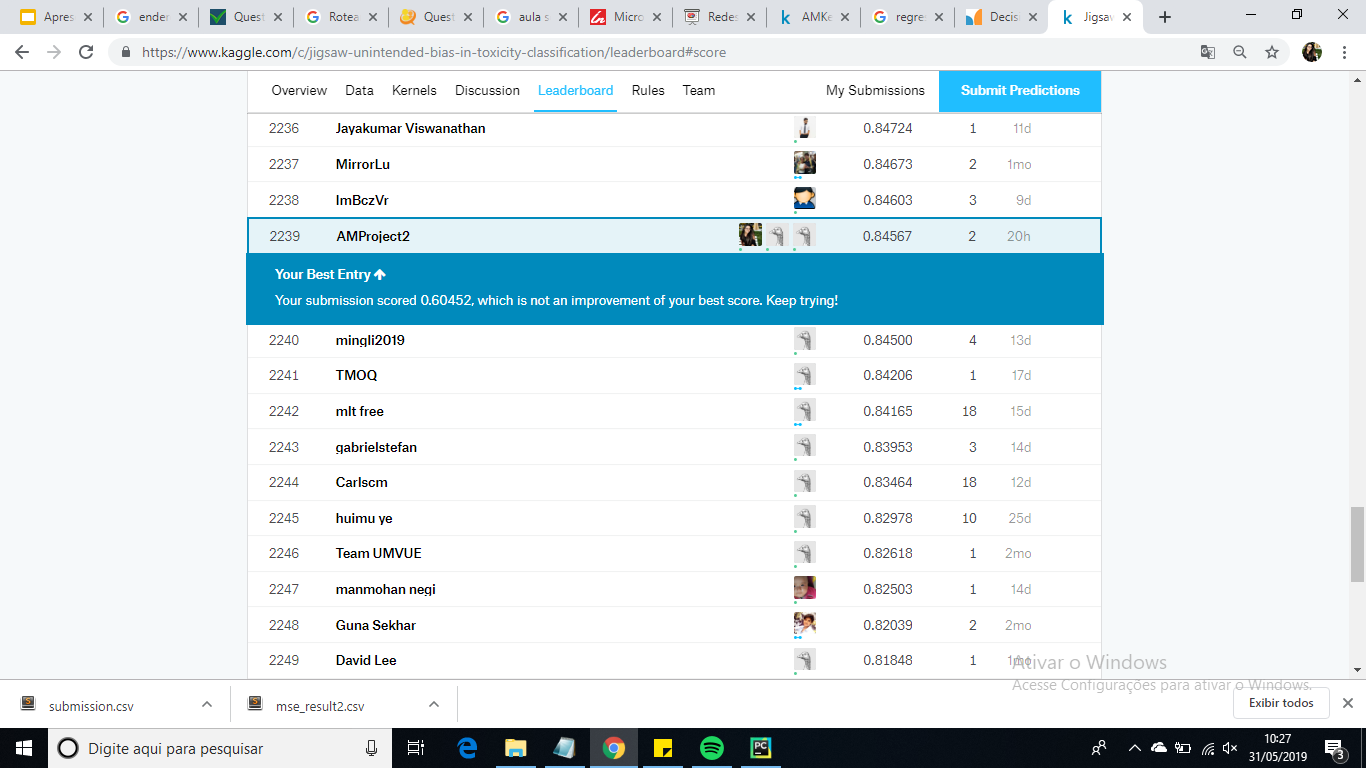 Apres
ender
Quest
Rotea
Quest
aula s
Micro
Redes
AMKe
regre
Decis
Jigsaw
https://www.kaggle.com/c/jigsaw-unintended-bias-in-toxicity-classification/leaderboard#score
Overview Data Kernels Discussion Leaderboard Rules Team My Submissions Submit Predictions
2236 Jayakumar Viswanathan 0.84724 1 11d
2237 MirrorLu 0.84673 2 1mo
2238 ImBczVr 0.84603 3 9d
2239 AMProject2 0.84567 2 20h
Your Best Entry
Your submission scored 0.60452, which is not an improvement of your best score. Keep trying!
2240 mingli2019 0.84500 4 13d
2241 TMOQ 0.84206 1 17d
2242 mlt free 0.84165 18 15d
2243 gabrielstefan 0.83953 3 14d
2244 Carlscm 0.83464 18 12d
2245 huimu ye 0.82978 10 25d
2246 Team UMVUE 0.82618 1 2mo
2247 manmohan negi 0.82503 1 14d
2248 Guna Sekhar 0.82039 2 2mo
2249 David Lee 0.81848 1 1mo
Ativar o Windows
Acesse Configurações para ativar o Windows.
submission.csv
mse_result2.csv
Exibir todos
Digite aqui para pesquisar
10:27
31/05/2019
3